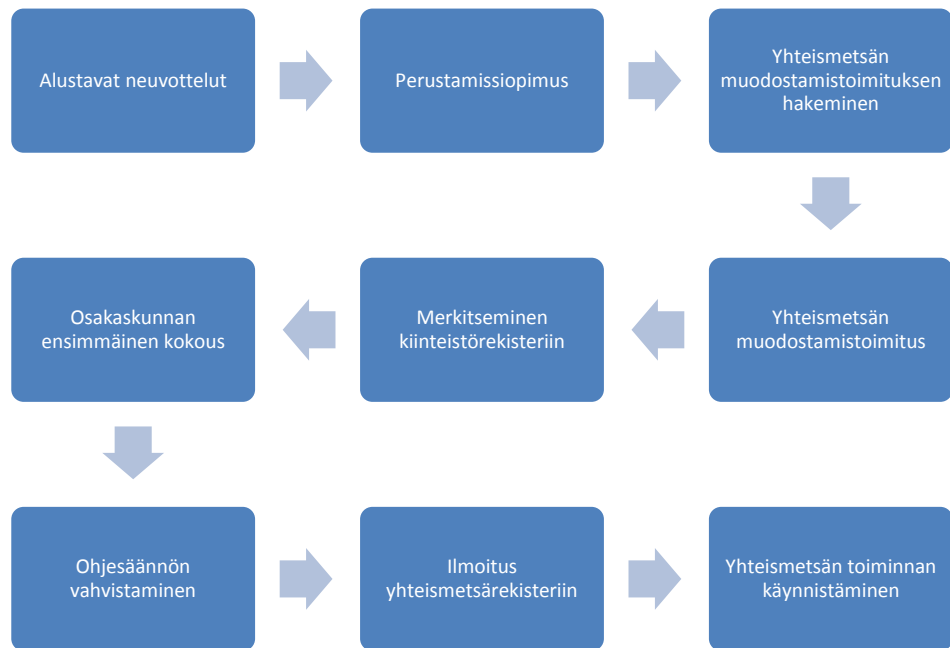 Alustavat neuvottelut
Perustamissiopimus
Yhteismetsän
muodostamistoimituksen
hakeminen
Yhteismetsän
muodostamistoimitus
Merkitseminen
kiinteistörekisteriin
Osakaskunnan
ensimmäinen kokous
Ohjesäännön
vahvistaminen
Ilmoitus
yhteismetsärekisteriin
Yhteismetsän toiminnan
käynnistäminen